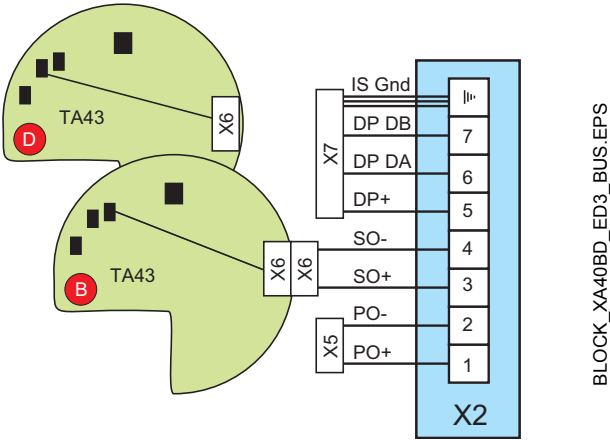 TA43
D
X6
TA43
B
X6
X6
X7
X5
IS Gnd
DP DB
7
DP DA
6
DP+
5
SO-
4
SO+
3
PO-
2
PO+
1
X2
BLOCK_XA40BD_ED3_BUS.EPS